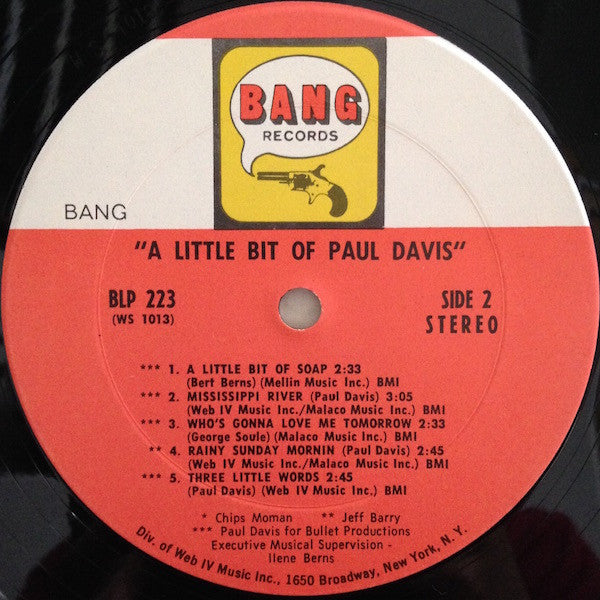 BANG
RECORDS
BANG
"A LITTLE BIT OF PAUL DAVIS"
BLP 223
(WS 1013)
SIDE 2
STEREO
*** 1. A LITTLE BIT OF SOAP 2:33
(Bert Berns) (Mellin Music Inc.) BMI
*** 2. MISSISSIPPI RIVER (Paul Davis) 3:05
(Web IV Music Inc./Malaco Music Inc.) BMI
*** 3. WHO'S GONNA LOVE ME TOMORROW 2:33
(George Soule) (Malaco Music Inc.) BMI
** 4. RAINY SUNDAY MORNIN (Paul Davis) 2:45
(Web IV Music Inc./Malaco Music Inc.) BMI
*** 5. THREE LITTLE WORDS 2:45
(Paul Davis) (Web IV Music Inc.) BMI
* Chips Moman ** Jeff Barry
*** Paul Davis for Bullet Productions
Executive Musical Supervision -
Ilene Berns
Div. of Web IV Music Inc., 1650 Broadway, New York, N.Y.